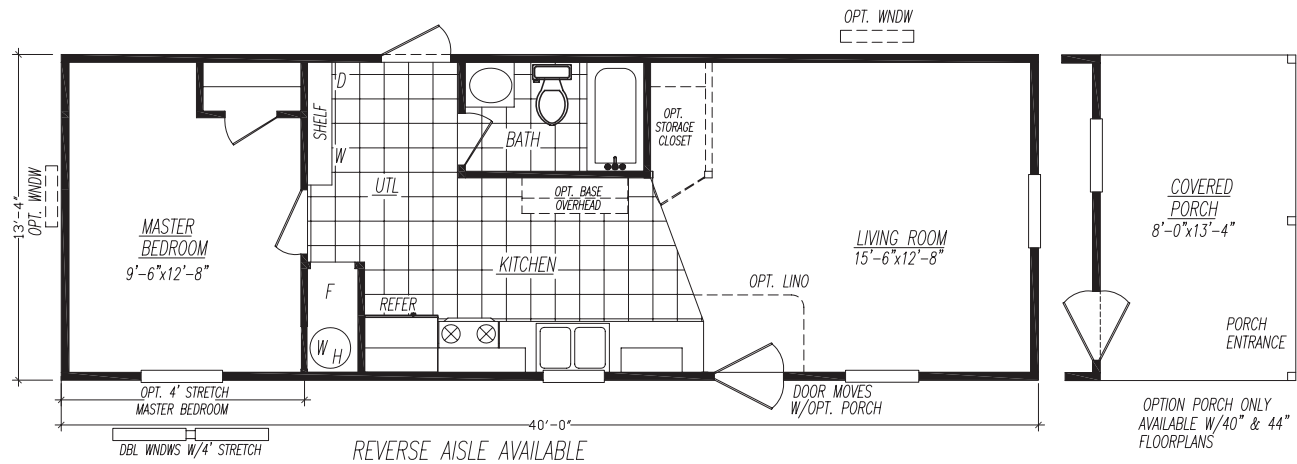 OPT. WNDW
13'-4"
OPT. WNDW
MASTER
BEDROOM
9'-6"x12'-8"
SHELF
D
W
UTL
BATH
OPT.
STORAGE
CLOSET
OPT. BASE
OVERHEAD
KITCHEN
LIVING ROOM
15'-6"x12'-8"
OPT. LINO
REFER
F
W H
COVERED
PORCH
8'-0"x13'-4"
PORCH
ENTRANCE
OPT. 4' STRETCH
MASTER BEDROOM
DOOR MOVES
W/OPT. PORCH
40'-0"
DBL WNDWS W/4' STRETCH
REVERSE AISLE AVAILABLE
OPTION PORCH ONLY
AVAILABLE W/40" & 44"
FLOORPLANS